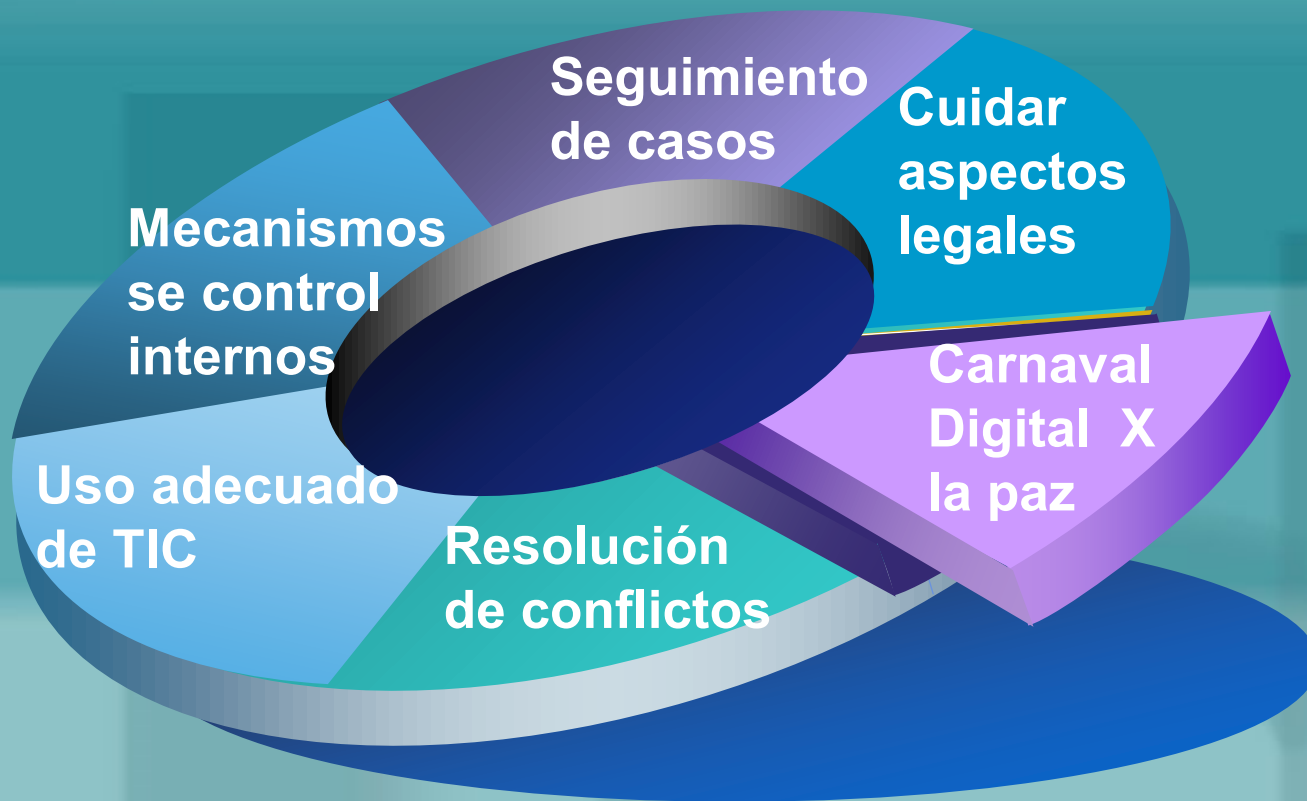 Seguimiento
de casos
Cuidar
aspectos
legales
Mecanismos
se control
internos
Carnaval
Digital X
la paz
Uso adecuado
de TIC
Resolución
de conflictos